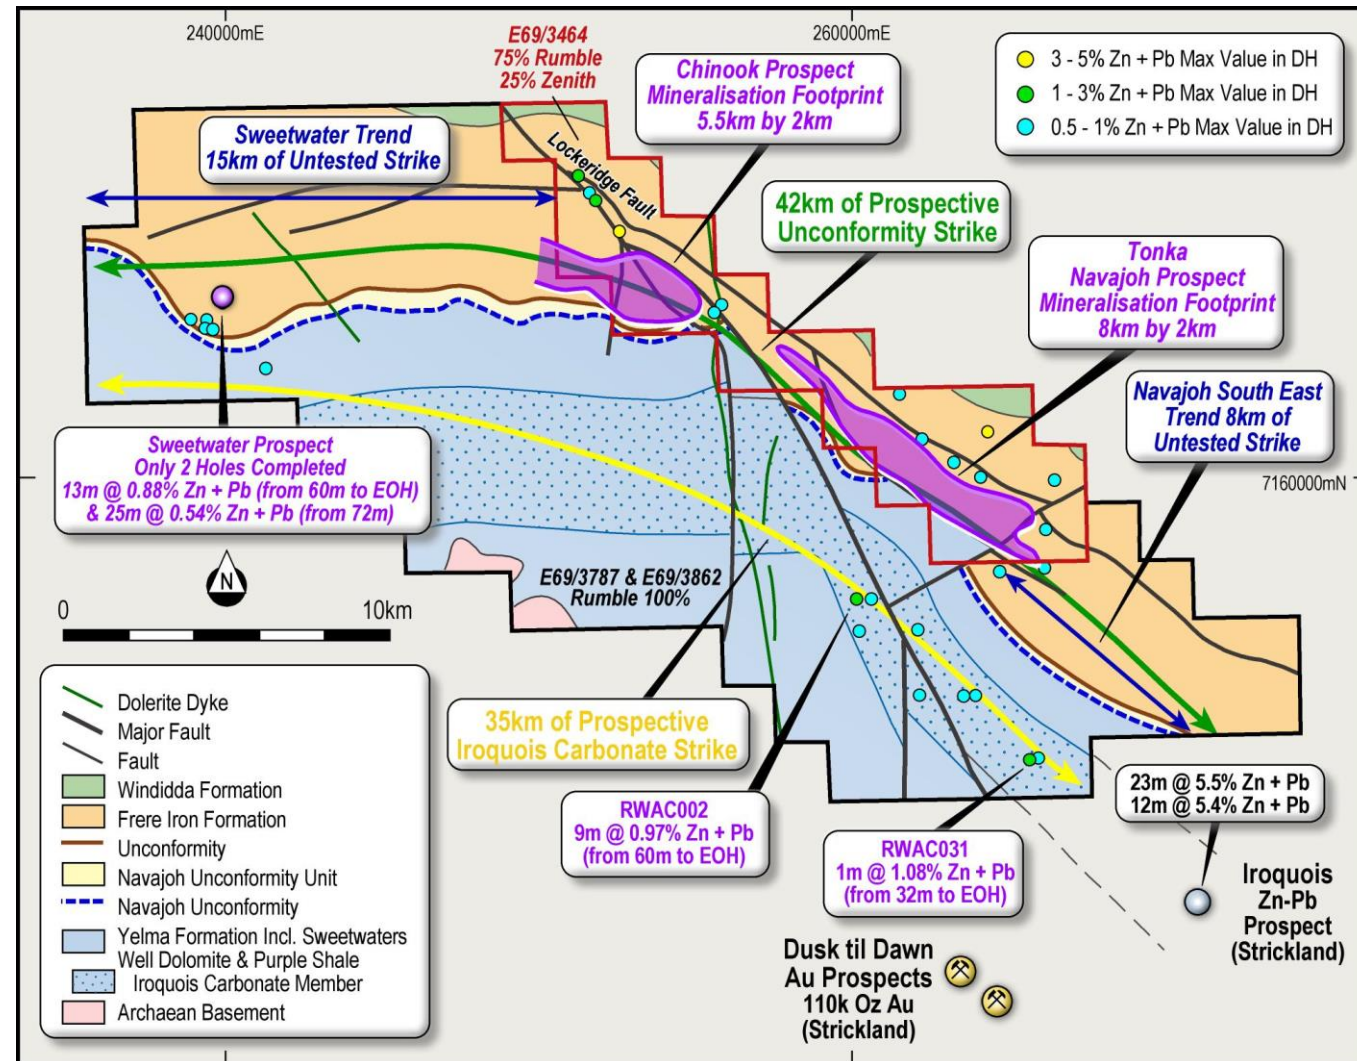 240000mE
260000mE
E69/3464
75% Rumble
25% Zenith
Chinook Prospect
Mineralisation Footprint
5.5km by 2km
3 - 5% Zn + Pb Max Value in DH
1 - 3% Zn + Pb Max Value in DH
0.5 - 1% Zn + Pb Max Value in DH
Sweetwater Trend
15km of Untested Strike
Lockeridge Fault
42km of Prospective
Unconformity Strike
Tonka
Navajoh Prospect
Mineralisation Footprint
8km by 2km
Navajoh South East
Trend 8km of
Untested Strike
Sweetwater Prospect
Only 2 Holes Completed
13m @ 0.88% Zn + Pb (from 60m to EOH)
& 25m @ 0.54% Zn + Pb (from 72m)
7160000mN
N
0 10km
E69/3787 & E69/3862
Rumble 100%
Dolerite Dyke
Major Fault
Fault
Windidda Formation
Frere Iron Formation
Unconformity
Navajoh Unconformity Unit
Navajoh Unconformity
Yelma Formation Incl. Sweetwaters
Well Dolomite & Purple Shale
Iroquois Carbonate Member
Archaean Basement
35km of Prospective
Iroquois Carbonate Strike
RWAC002
9m @ 0.97% Zn + Pb
(from 60m to EOH)
RWAC031
1m @ 1.08% Zn + Pb
(from 32m to EOH)
23m @ 5.5% Zn + Pb
12m @ 5.4% Zn + Pb
Iroquois
Zn-Pb
Prospect
(Strickland)
Dusk til Dawn
Au Prospects
110k Oz Au
(Strickland)